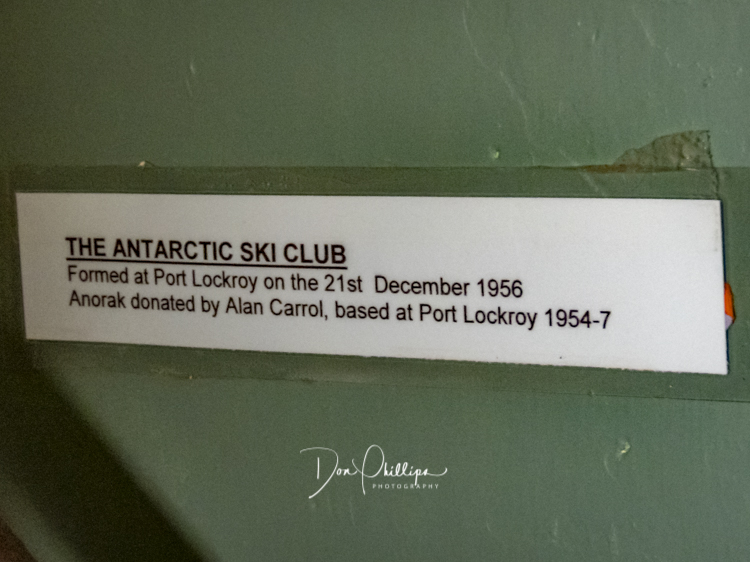 THE ANTARCTIC SKI CLUB
Formed at Port Lockroy on the 21st  December 1956
Anorak donated by Alan Carrol, based at Port Lockroy 1954-7
Don Phillips
PHOTOGRAPHY